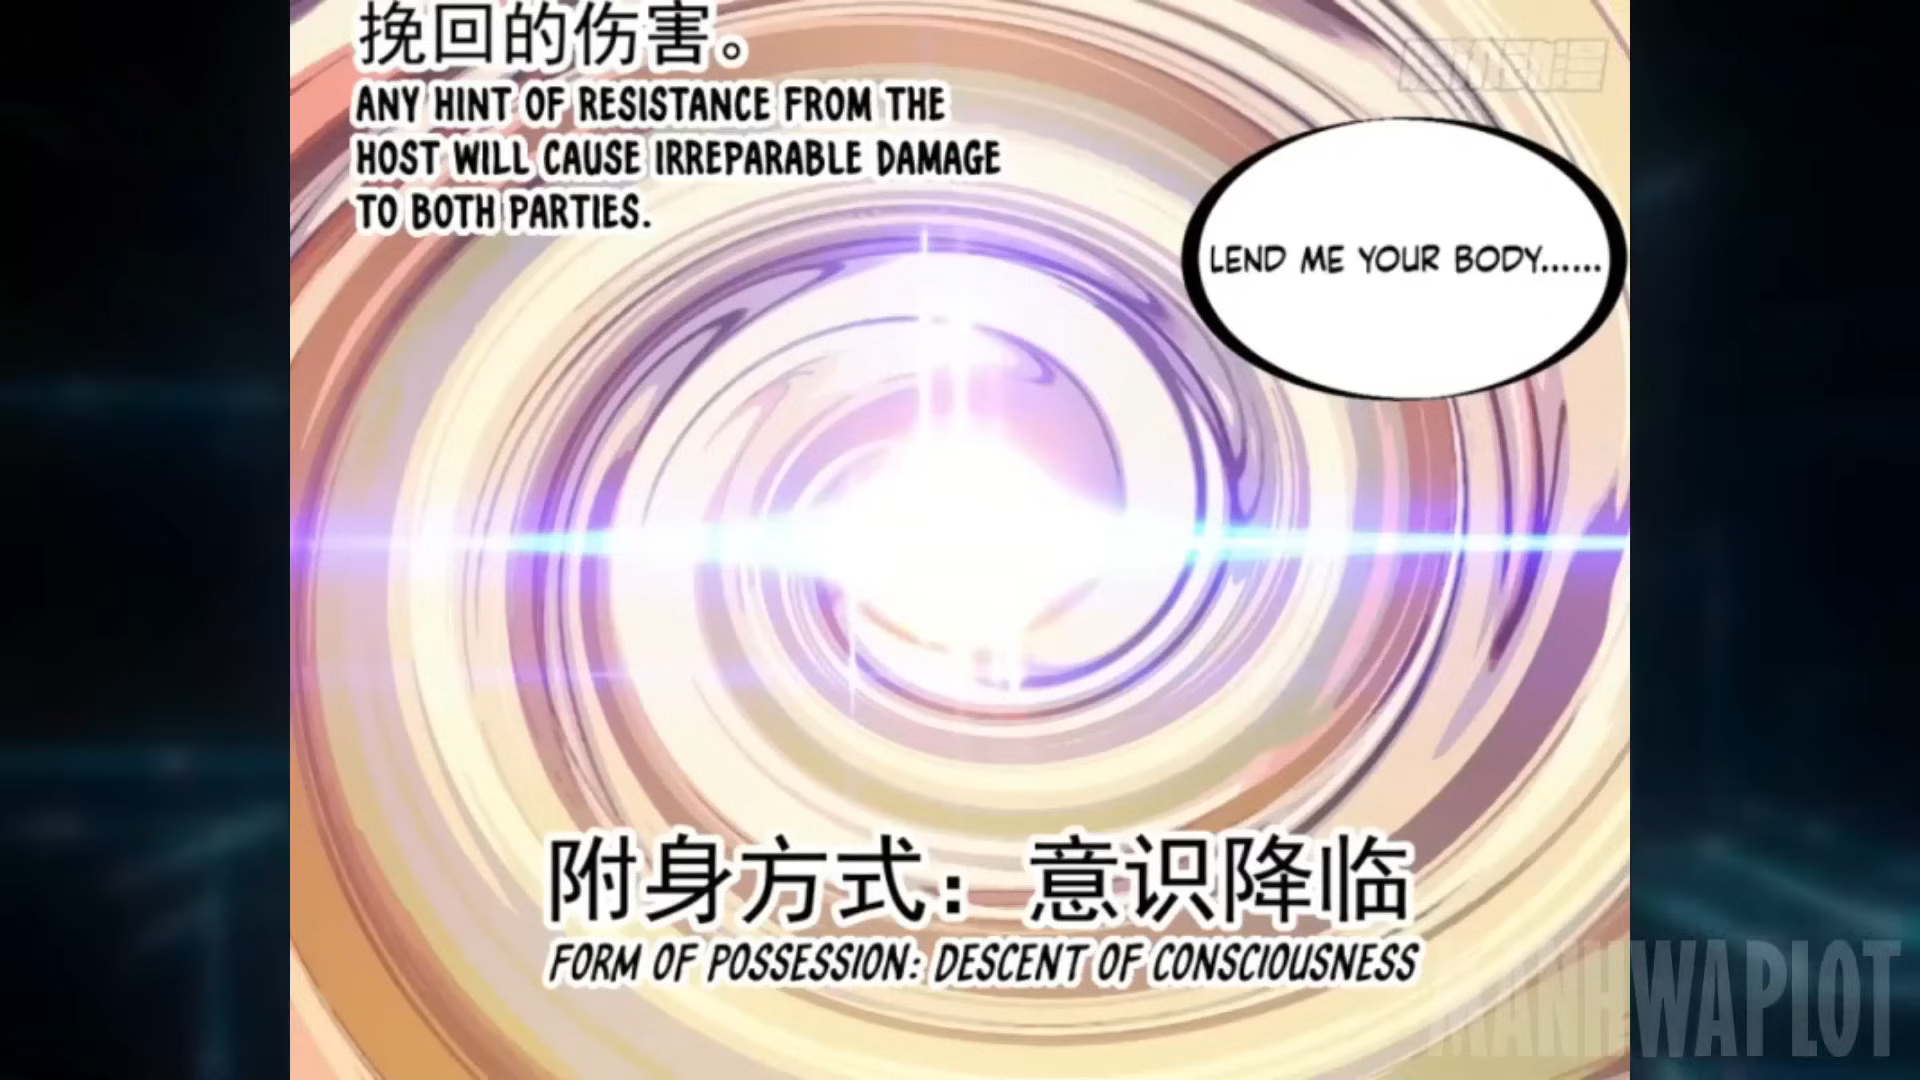 挽回的伤害。
ANY HINT OF RESISTANCE FROM THE
HOST WILL CAUSE IRREPARABLE DAMAGE
TO BOTH PARTIES.
LEND ME YOUR BODY......
附身方式：意识降临
FORM OF POSSESSION: DESCENT OF CONSCIOUSNESS
MANHWAPLOT